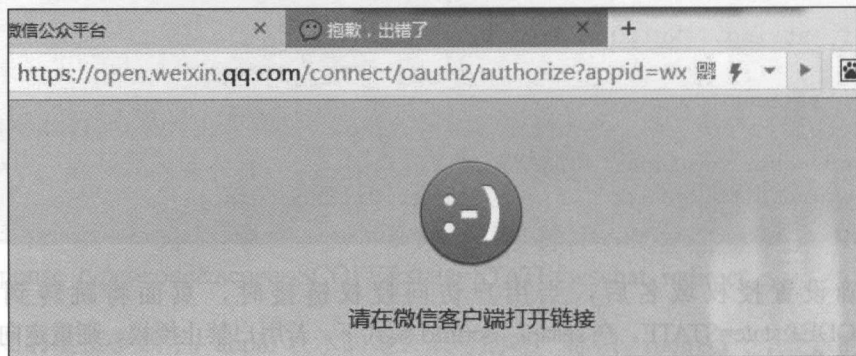 微信公众平台 × 抱歉，出错了 × +
https://open.weixin.qq.com/connect/oauth2/authorize?appid=wx
:-)
请在微信客户端打开链接